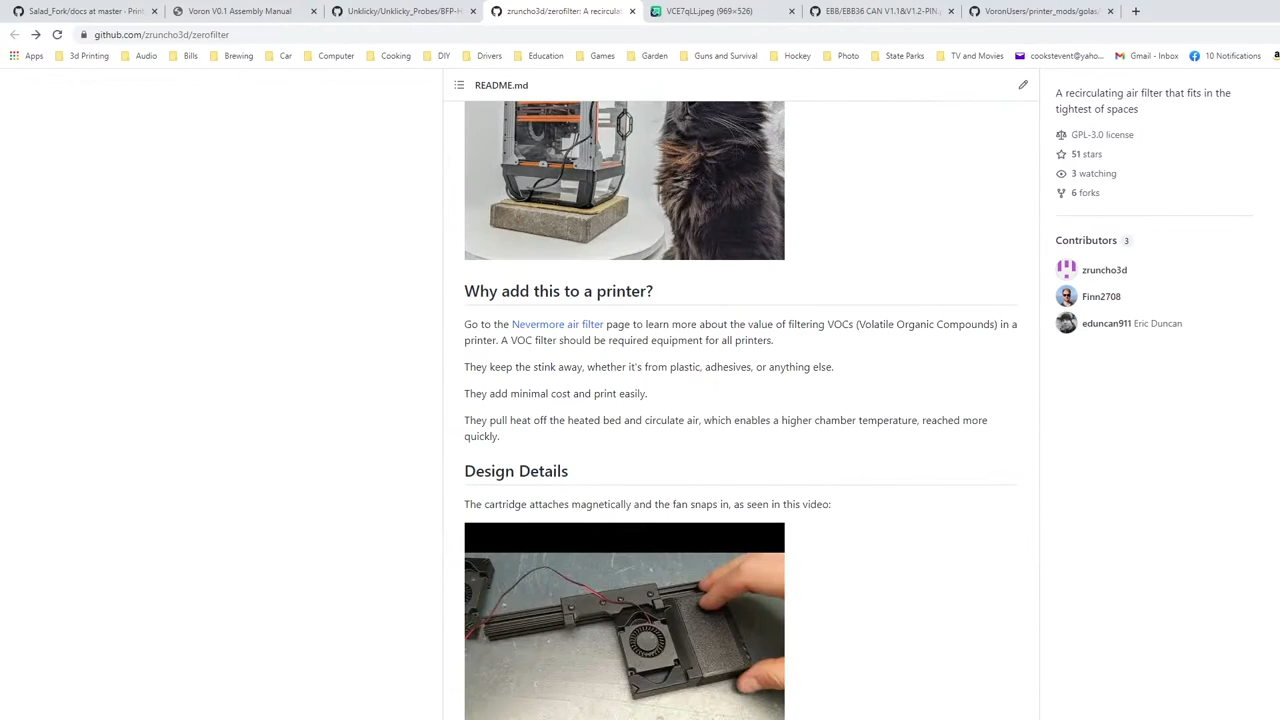 Salad_Fork/docs at master · Print
Voron V0.1 Assembly Manual
Unklicky/Unklicky_Probes/BFP-H
zruncho3d/zerofilter: A recircula
VCE7qLL.jpeg (969×526)
EBB/EBB36 CAN V1.1&V1.2-PIN.p
VoronUsers/printer_mods/golas/
github.com/zruncho3d/zerofilter
Apps
3d Printing
Audio
Bills
Brewing
Car
Computer
Cooking
DIY
Drivers
Education
Games
Garden
Guns and Survival
Hockey
Photo
State Parks
TV and Movies
cookstevent@yaho...
Gmail - Inbox
10 Notifications
README.md
Why add this to a printer?
Go to the Nevermore air filter page to learn more about the value of filtering VOCs (Volatile Organic Compounds) in a
printer. A VOC filter should be required equipment for all printers.
They keep the stink away, whether it's from plastic, adhesives, or anything else.
They add minimal cost and print easily.
They pull heat off the heated bed and circulate air, which enables a higher chamber temperature, reached more
quickly.
Design Details
The cartridge attaches magnetically and the fan snaps in, as seen in this video:
A recirculating air filter that fits in the
tightest of spaces
GPL-3.0 license
51 stars
3 watching
6 forks
Contributors 3
zruncho3d
Finn2708
eduncan911 Eric Duncan